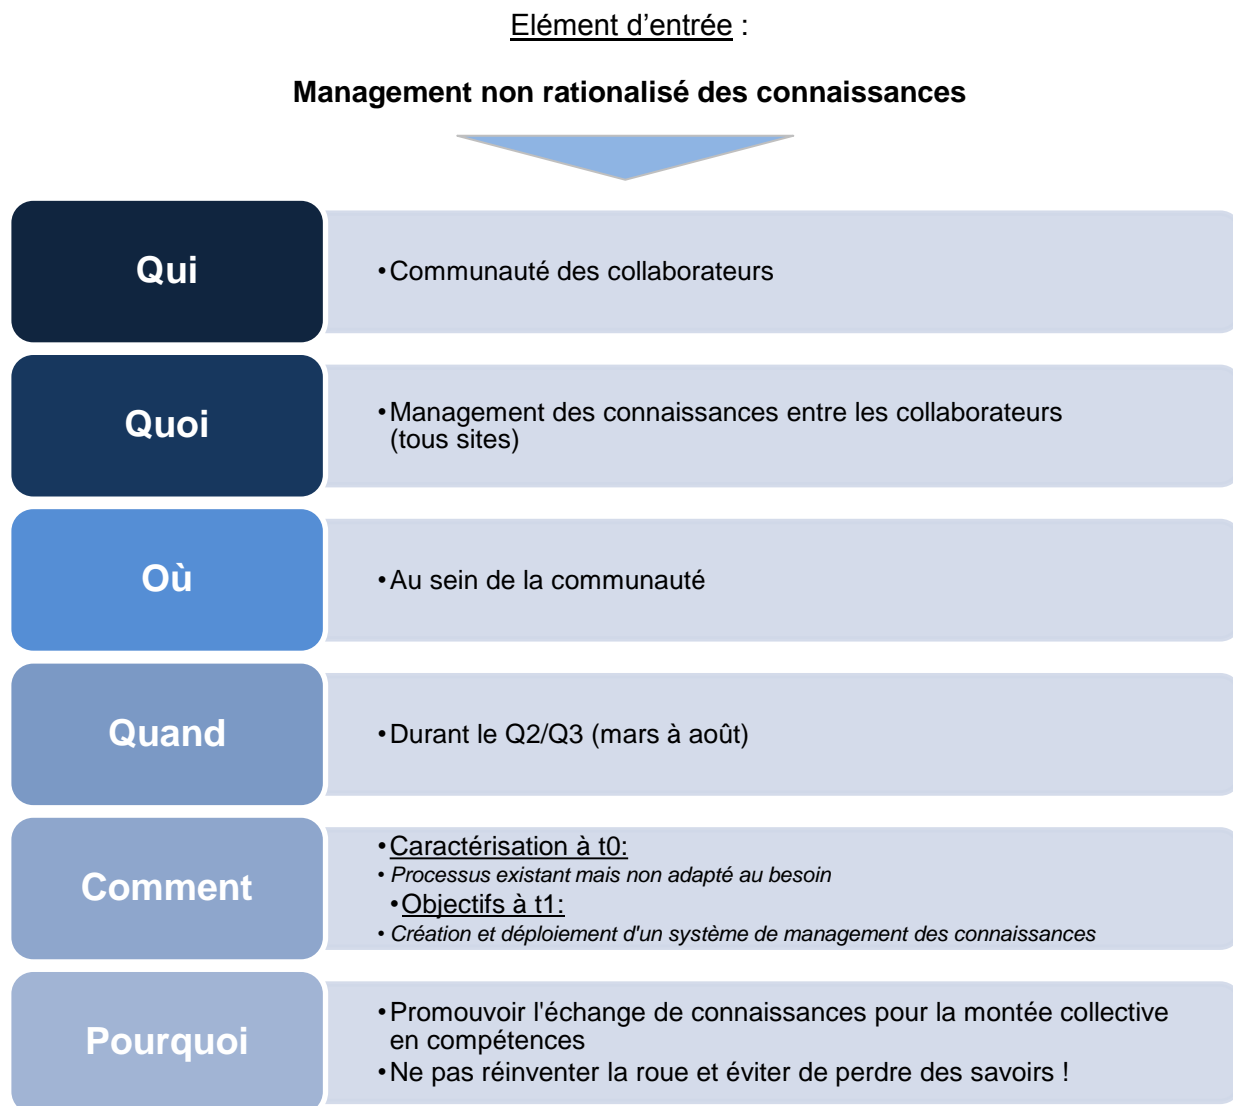 Elément d'entrée :
Management non rationalisé des connaissances
Qui
•Communauté des collaborateurs
Quoi
•Management des connaissances entre les collaborateurs
(tous sites)
Où
•Au sein de la communauté
Quand
•Durant le Q2/Q3 (mars à août)
Comment
•Caractérisation à t0:
• Processus existant mais non adapté au besoin
•Objectifs à t1:
• Création et déploiement d'un système de management des connaissances
Pourquoi
•Promouvoir l'échange de connaissances pour la montée collective
en compétences
•Ne pas réinventer la roue et éviter de perdre des savoirs !